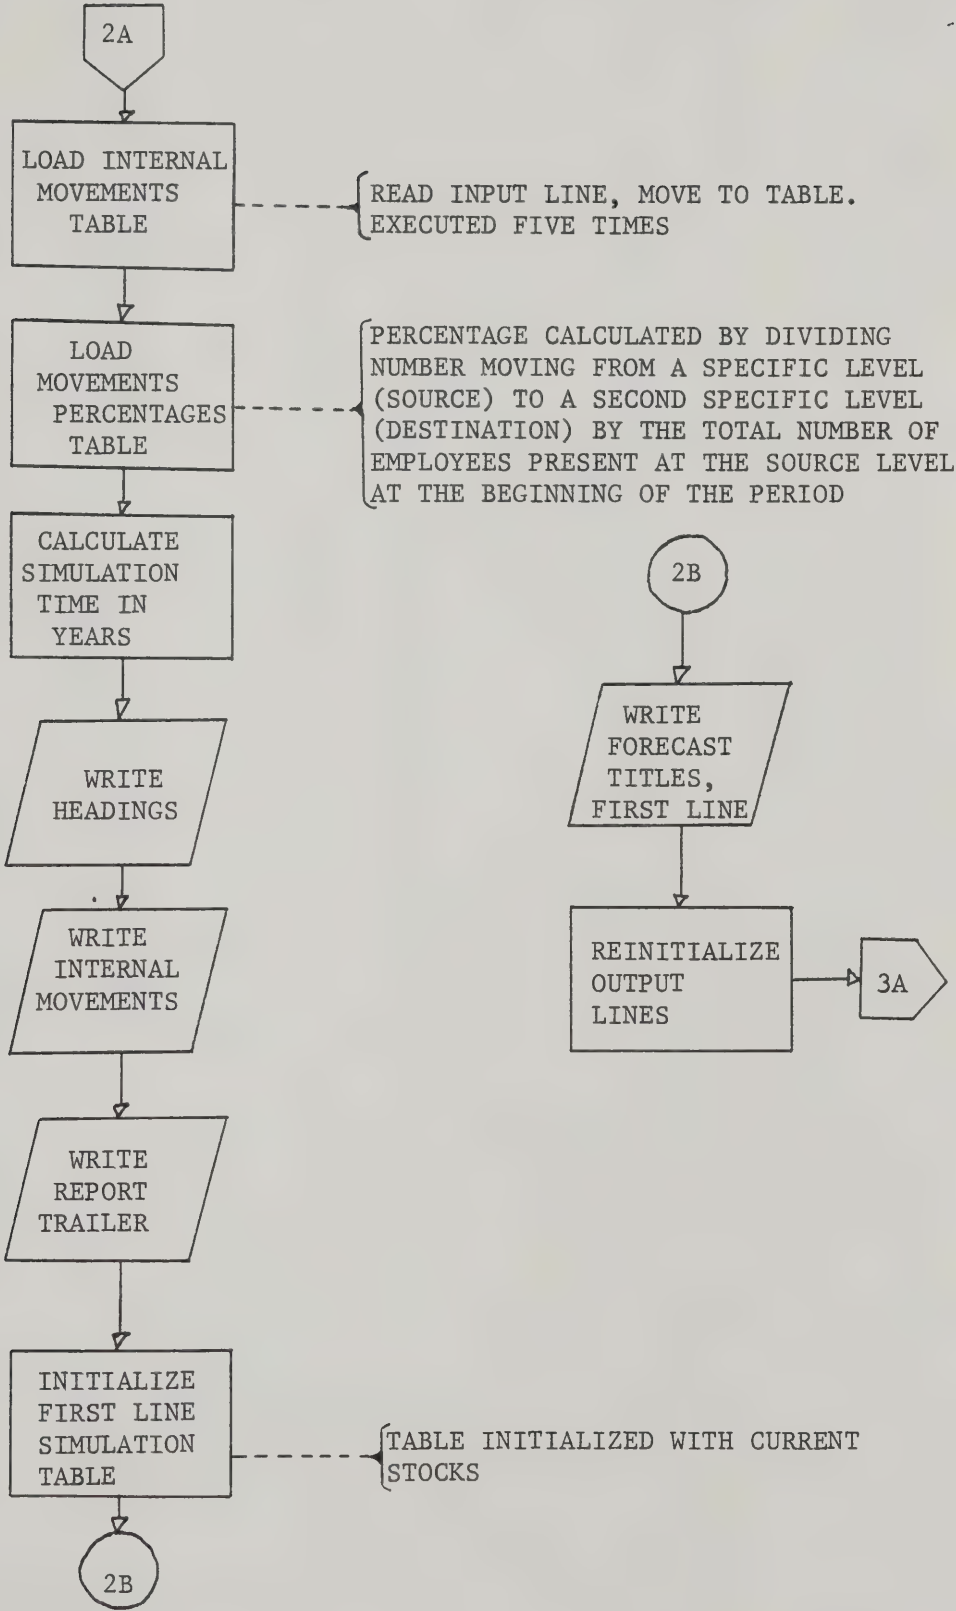 2A
LOAD INTERNAL
MOVEMENTS
TABLE
READ INPUT LINE, MOVE TO TABLE.
EXECUTED FIVE TIMES
LOAD
MOVEMENTS
PERCENTAGES
TABLE
PERCENTAGE CALCULATED BY DIVIDING
NUMBER MOVING FROM A SPECIFIC LEVEL
(SOURCE) TO A SECOND SPECIFIC LEVEL
(DESTINATION) BY THE TOTAL NUMBER OF
EMPLOYEES PRESENT AT THE SOURCE LEVEL
AT THE BEGINNING OF THE PERIOD
CALCULATE
SIMULATION
TIME IN
YEARS
WRITE
HEADINGS
WRITE
INTERNAL
MOVEMENTS
WRITE
REPORT
TRAILER
INITIALIZE
FIRST LINE
SIMULATION
TABLE
TABLE INITIALIZED WITH CURRENT
STOCKS
2B
2B
WRITE
FORECAST
TITLES,
FIRST LINE
REINITIALIZE
OUTPUT
LINES
3A